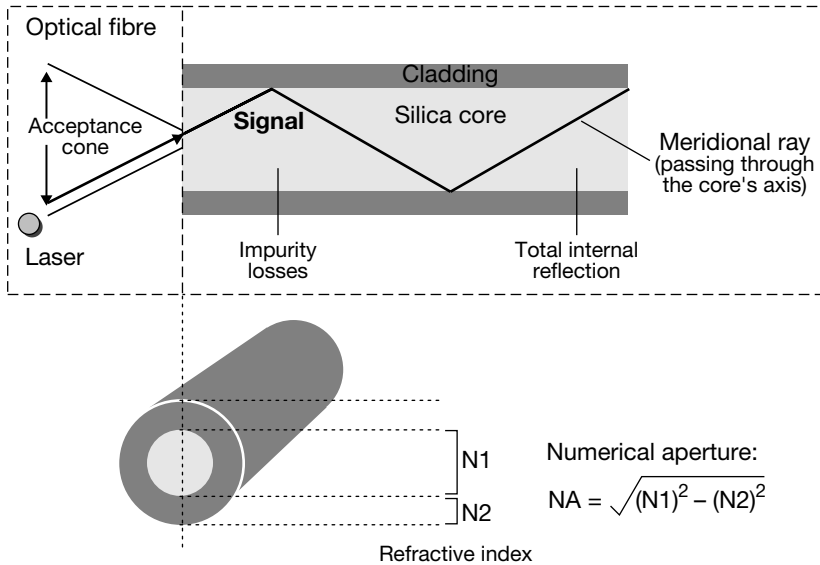 Optical fibre
Cladding
Acceptance
cone
Signal
Silica core
Meridional ray
(passing through
the core's axis)
Laser
Impurity
losses
Total internal
reflection
N1
N2
Refractive index
Numerical aperture:
NA = √(N1)² – (N2)²